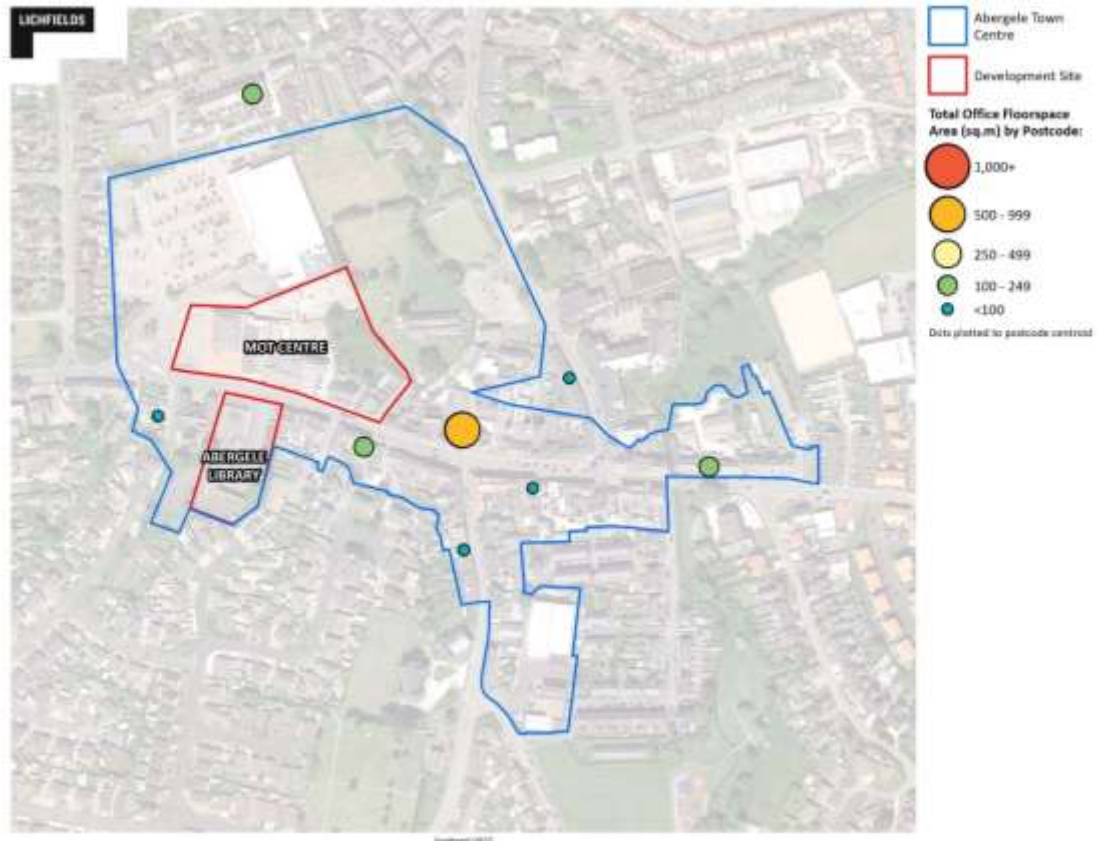 LICHFIELDS
Abergele Town
Centre
Development Site
Total Office Floorspace
Area (sq.m) by Postcode:
1,000+
500 - 999
250 - 499
100 - 249
<100
Dots plotted to postcode centroid
MOT CENTRE
ABERGELE
LIBRARY